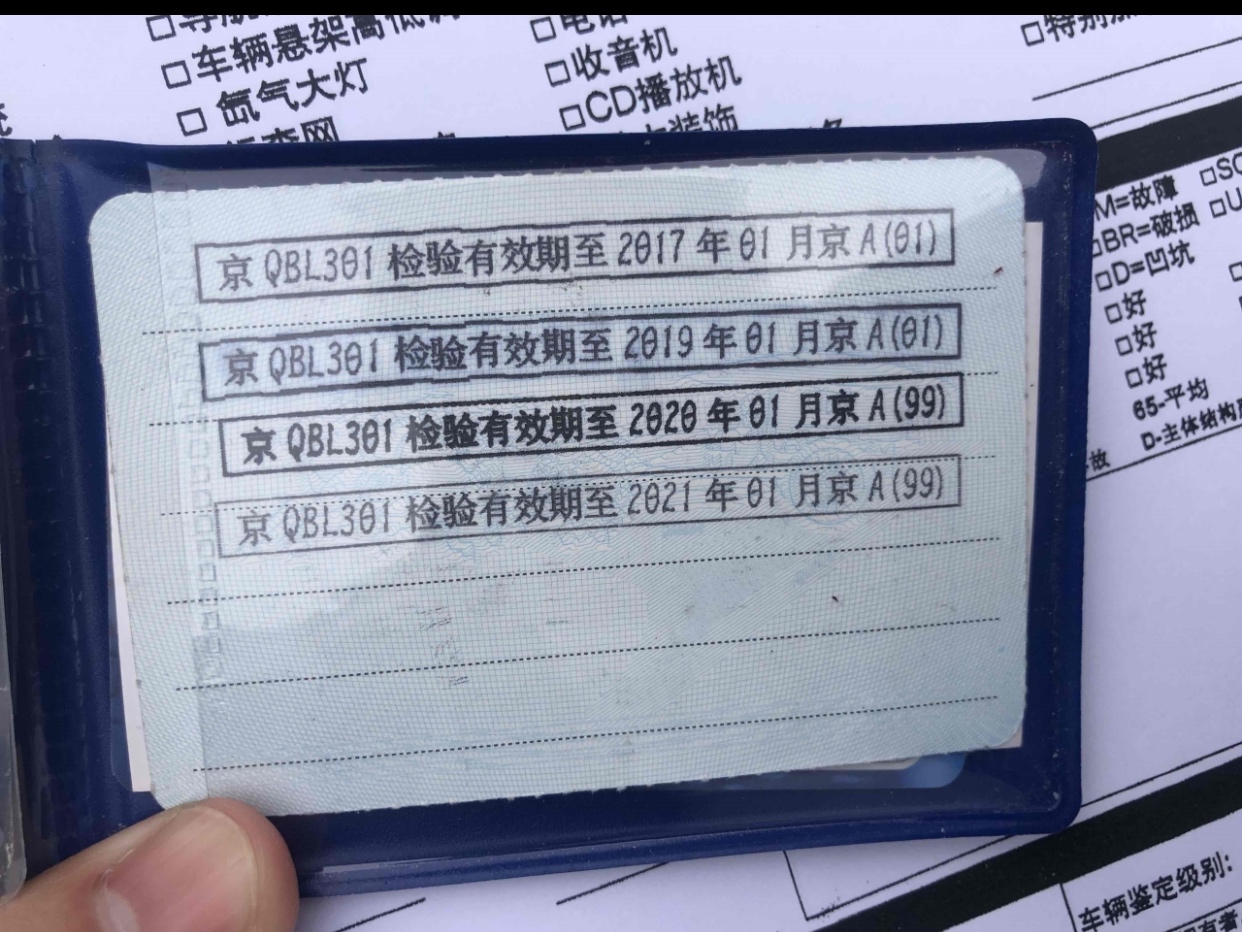 □车辆悬架高低调
□电话
□特别
□氙气大灯
□收音机
□CD播放机
装饰
京 QBL301 检验有效期至 2017 年 01 月京 A(01)
京 QBL301 检验有效期至 2019 年 01 月京 A(01)
京 QBL301 检验有效期至 2020 年 01 月京 A(99)
京 QBL301 检验有效期至 2021 年 01 月京 A(99)
M=故障
□BR=破损
□D=凹坑
□好
□好
□好
65-平均
D-主体结构
故
车辆鉴定级别: